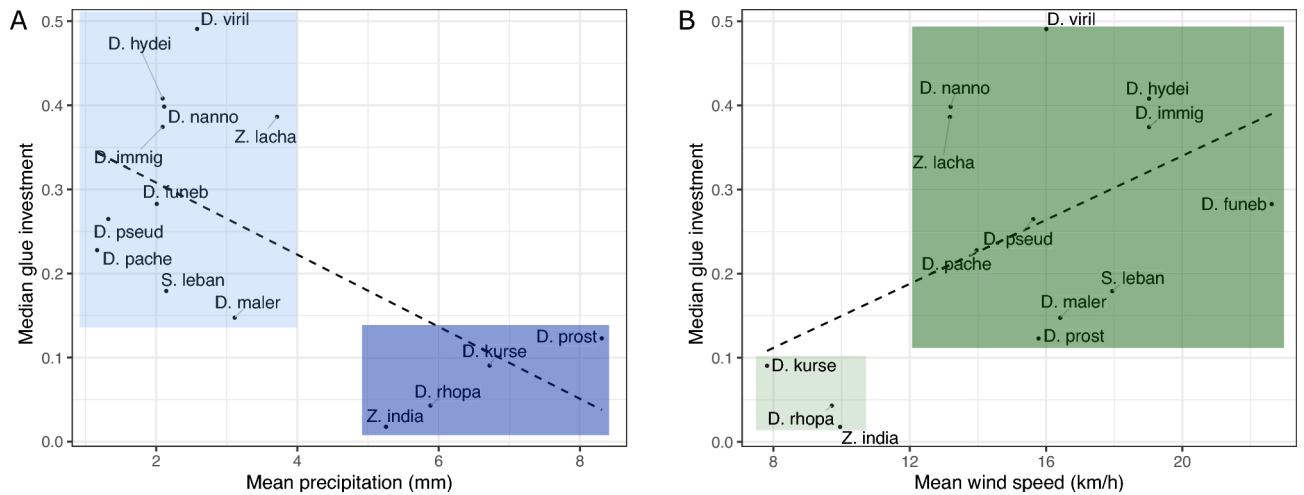 A
0.5
0.4
0.3
0.2
0.1
0.0
Median glue investment
D. viril
D. hydei
D. nanno
Z. lacha
D. immig
D. funeb
D. pseud
D. pache
S. leban
D. maler
D. prost
D. kurse
D. rhopa
Z. india
2
4
6
8
Mean precipitation (mm)
B
0.5
0.4
0.3
0.2
0.1
0.0
Median glue investment
D. viril
D. nanno
D. hydei
D. immig
Z. lacha
D. funeb
D. pseud
D. pache
S. leban
D. maler
D. prost
D. kurse
D. rhopa
Z. india
8
12
16
20
Mean wind speed (km/h)